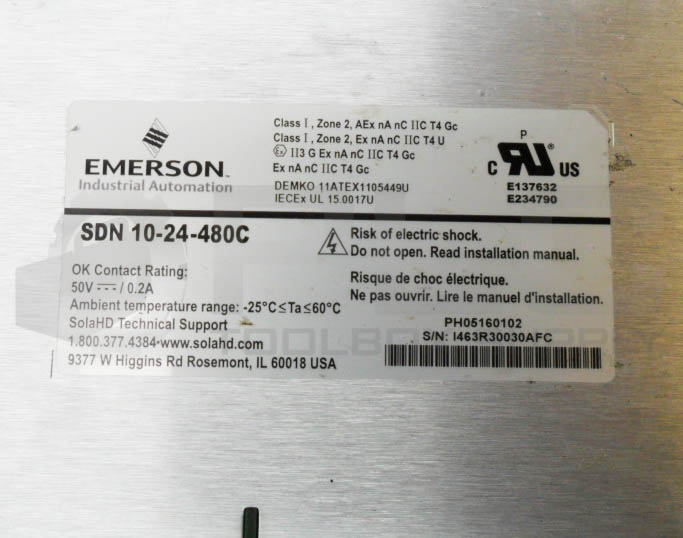 Class I, Zone 2, AEx nA nC IIC T4 Gc
Class I, Zone 2, Ex nA nC IIC T4 U
Ex II3 G Ex nA nC IIC T4 Gc
Ex nA nC IIC T4 Gc
DEMKO 11ATEX1105449U
IECEx UL 15.0017U
EMERSON™
Industrial Automation
P
C RU US
E137632
E234790
SDN 10-24-480C
OK Contact Rating:
50V / 0.2A
Ambient temperature range: -25°C≤Ta≤60°C
SolaHD Technical Support
1.800.377.4384•www.solahd.com
9377 W Higgins Rd Rosemont, IL 60018 USA
Risk of electric shock.
Do not open. Read installation manual.
Risque de choc électrique.
Ne pas ouvrir. Lire le manuel d'installation.
PH05160102
S/N: I463R30030AFC